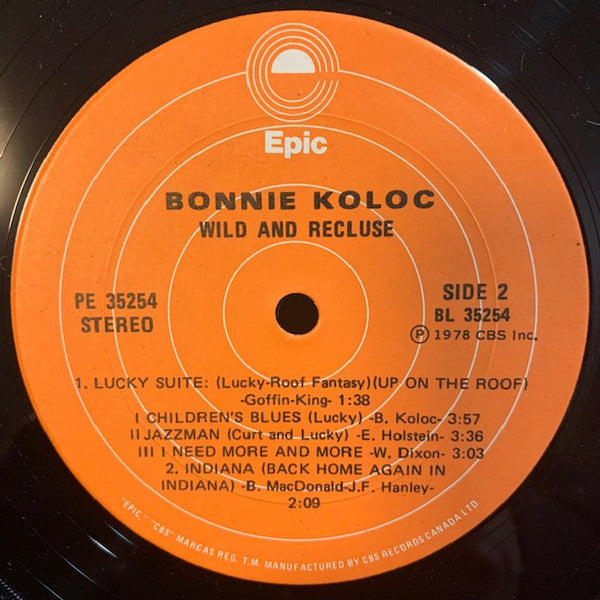 Epic
BONNIE KOLOC
WILD AND RECLUSE
PE 35254
STEREO
SIDE 2
BL 35254
Ⓟ 1978 CBS Inc.
1. LUCKY SUITE: (Lucky-Roof Fantasy)(UP ON THE ROOF)
-Goffin-King- 1:38
I CHILDREN'S BLUES (Lucky) -B. Koloc- 3:57
II JAZZMAN (Curt and Lucky) -E. Holstein- 3:36
III I NEED MORE AND MORE -W. Dixon- 3:03
2. INDIANA (BACK HOME AGAIN IN
INDIANA) -B. MacDonald-J.F. Hanley-
2:09
"EPIC," "CBS" MARCAS REG. T.M. MANUFACTURED BY CBS RECORDS CANADA LTD